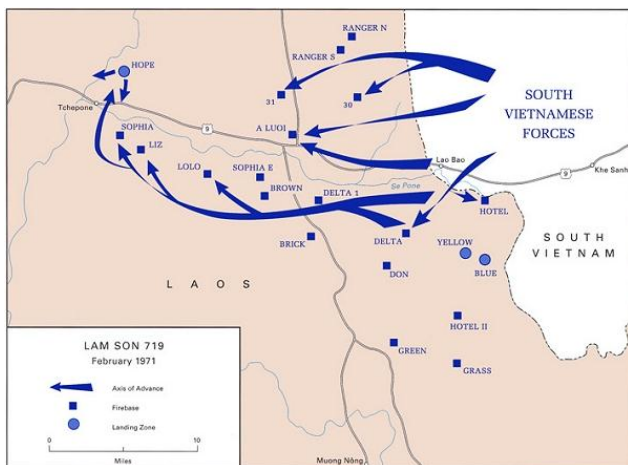 RANGER N
RANGER S
HOPE
31
30
SOUTH
VIETNAMESE
FORCES
Tchepone
9
SOPHIA
A LUOI
LIZ
Lao Bao
Khe Sanh
9
LOLO
SOPHIA E
Se Pone
BROWN
DELTA 1
HOTEL
BRICK
DELTA
YELLOW
SOUTH
VIETNAM
DON
BLUE
LAOS
HOTEL II
GREEN
GRASS
LAM SON 719
February 1971
Axis of Advance
Firebase
Landing Zone
0
10
Miles
Muong Nông